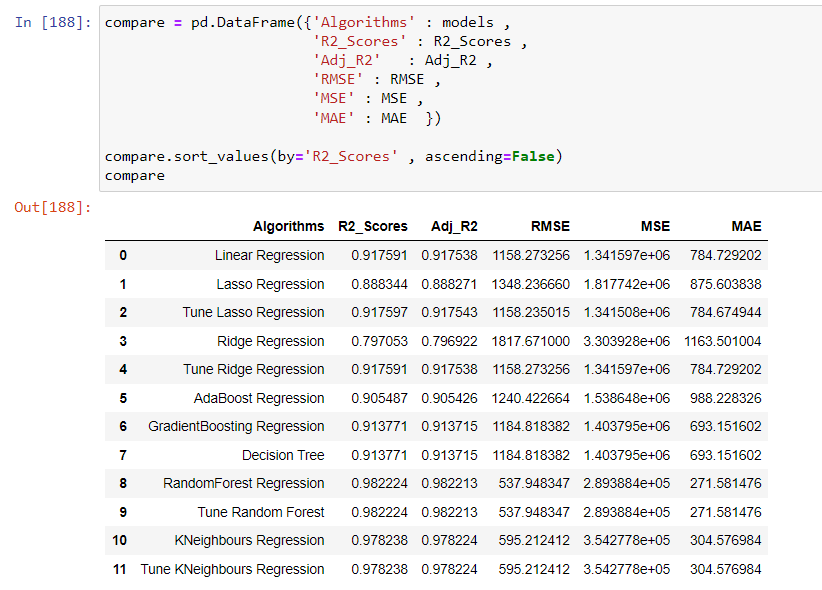 In [188]: compare = pd.DataFrame({'Algorithms' : models ,
'R2_Scores' : R2_Scores ,
'Adj_R2'   : Adj_R2 ,
'RMSE' : RMSE ,
'MSE' : MSE ,
'MAE' : MAE  })
compare.sort_values(by='R2_Scores' , ascending=False)
compare
Out[188]:
Algorithms R2_Scores Adj_R2 RMSE MSE MAE
0 Linear Regression 0.917591 0.917538 1158.273256 1.341597e+06 784.729202
1 Lasso Regression 0.888344 0.888271 1348.236660 1.817742e+06 875.603838
2 Tune Lasso Regression 0.917597 0.917543 1158.235015 1.341508e+06 784.674944
3 Ridge Regression 0.797053 0.796922 1817.671000 3.303928e+06 1163.501004
4 Tune Ridge Regression 0.917591 0.917538 1158.273256 1.341597e+06 784.729202
5 AdaBoost Regression 0.905487 0.905426 1240.422664 1.538648e+06 988.228326
6 GradientBoosting Regression 0.913771 0.913715 1184.818382 1.403795e+06 693.151602
7 Decision Tree 0.913771 0.913715 1184.818382 1.403795e+06 693.151602
8 RandomForest Regression 0.982224 0.982213 537.948347 2.893884e+05 271.581476
9 Tune Random Forest 0.982224 0.982213 537.948347 2.893884e+05 271.581476
10 KNeighbours Regression 0.978238 0.978224 595.212412 3.542778e+05 304.576984
11 Tune KNeighbours Regression 0.978238 0.978224 595.212412 3.542778e+05 304.576984